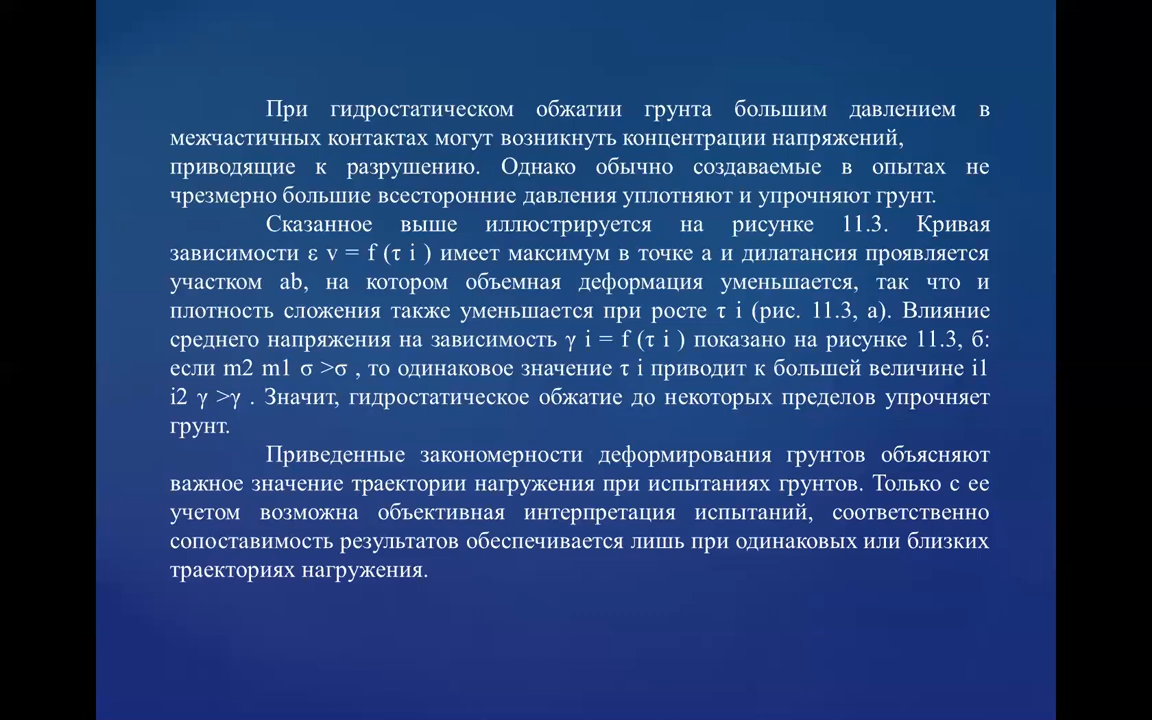 При гидростатическом обжатии грунта большим давлением в
межчастичных контактах могут возникнуть концентрации напряжений,
приводящие к разрушению. Однако обычно создаваемые в опытах не
чрезмерно большие всесторонние давления уплотняют и упрочняют грунт.
Сказанное выше иллюстрируется на рисунке 11.3. Кривая
зависимости ε v = f (τ i ) имеет максимум в точке а и дилатансия проявляется
участком ab, на котором объемная деформация уменьшается, так что и
плотность сложения также уменьшается при росте τ i (рис. 11.3, а). Влияние
среднего напряжения на зависимость γ i = f (τ i ) показано на рисунке 11.3, б:
если m2 m1 σ >σ , то одинаковое значение τ i приводит к большей величине i1
i2 γ >γ . Значит, гидростатическое обжатие до некоторых пределов упрочняет
грунт.
Приведенные закономерности деформирования грунтов объясняют
важное значение траектории нагружения при испытаниях грунтов. Только с ее
учетом возможна объективная интерпретация испытаний, соответственно
сопоставимость результатов обеспечивается лишь при одинаковых или близких
траекториях нагружения.